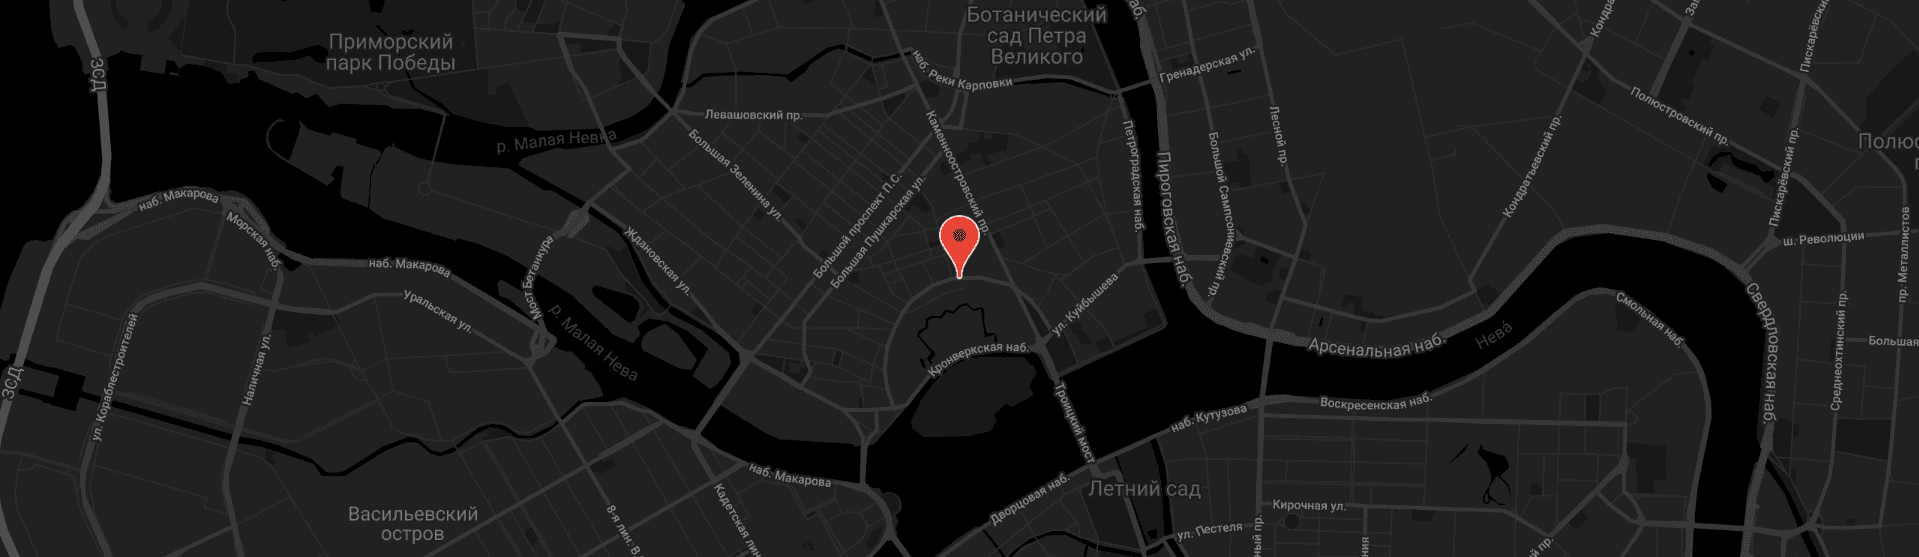 Ботанический
сад Петра
Великого
Приморский
парк Победы
ЗСД
наб. Реки Карповки
Гренадерская ул.
Левашовский пр.
р. Малая Невка
Каменноостровский пр.
Большая Зеленина ул.
Большой проспект П.С.
Большая Пушкарская ул.
Петроградская наб.
Пироговская наб.
Большой Сампсониевский пр.
Лесной пр.
Кондратьевский пр.
Полюстровский пр.
Пискарёвский пр.
ш. Революции
пр. Металлистов
наб. Макарова
Морская наб.
наб. Макарова
Мост Бетанкура
Ждановская ул.
Уральская ул.
р. Малая Нева
ул. Кораблестроителей
Наличная ул.
ЗСД
Кронверкская наб.
ул. Куйбышева
Троицкий мост
Арсенальная наб.
Нева́
Смольная наб.
Свердловская наб.
Среднеохтинский пр.
Большая
Воскресенская наб.
наб. Кутузова
наб. Макарова
Дворцовая наб.
Летний сад
Кирочная ул.
ул. Пестеля
Васильевский
остров
Кадетская лин
8-я лин. В